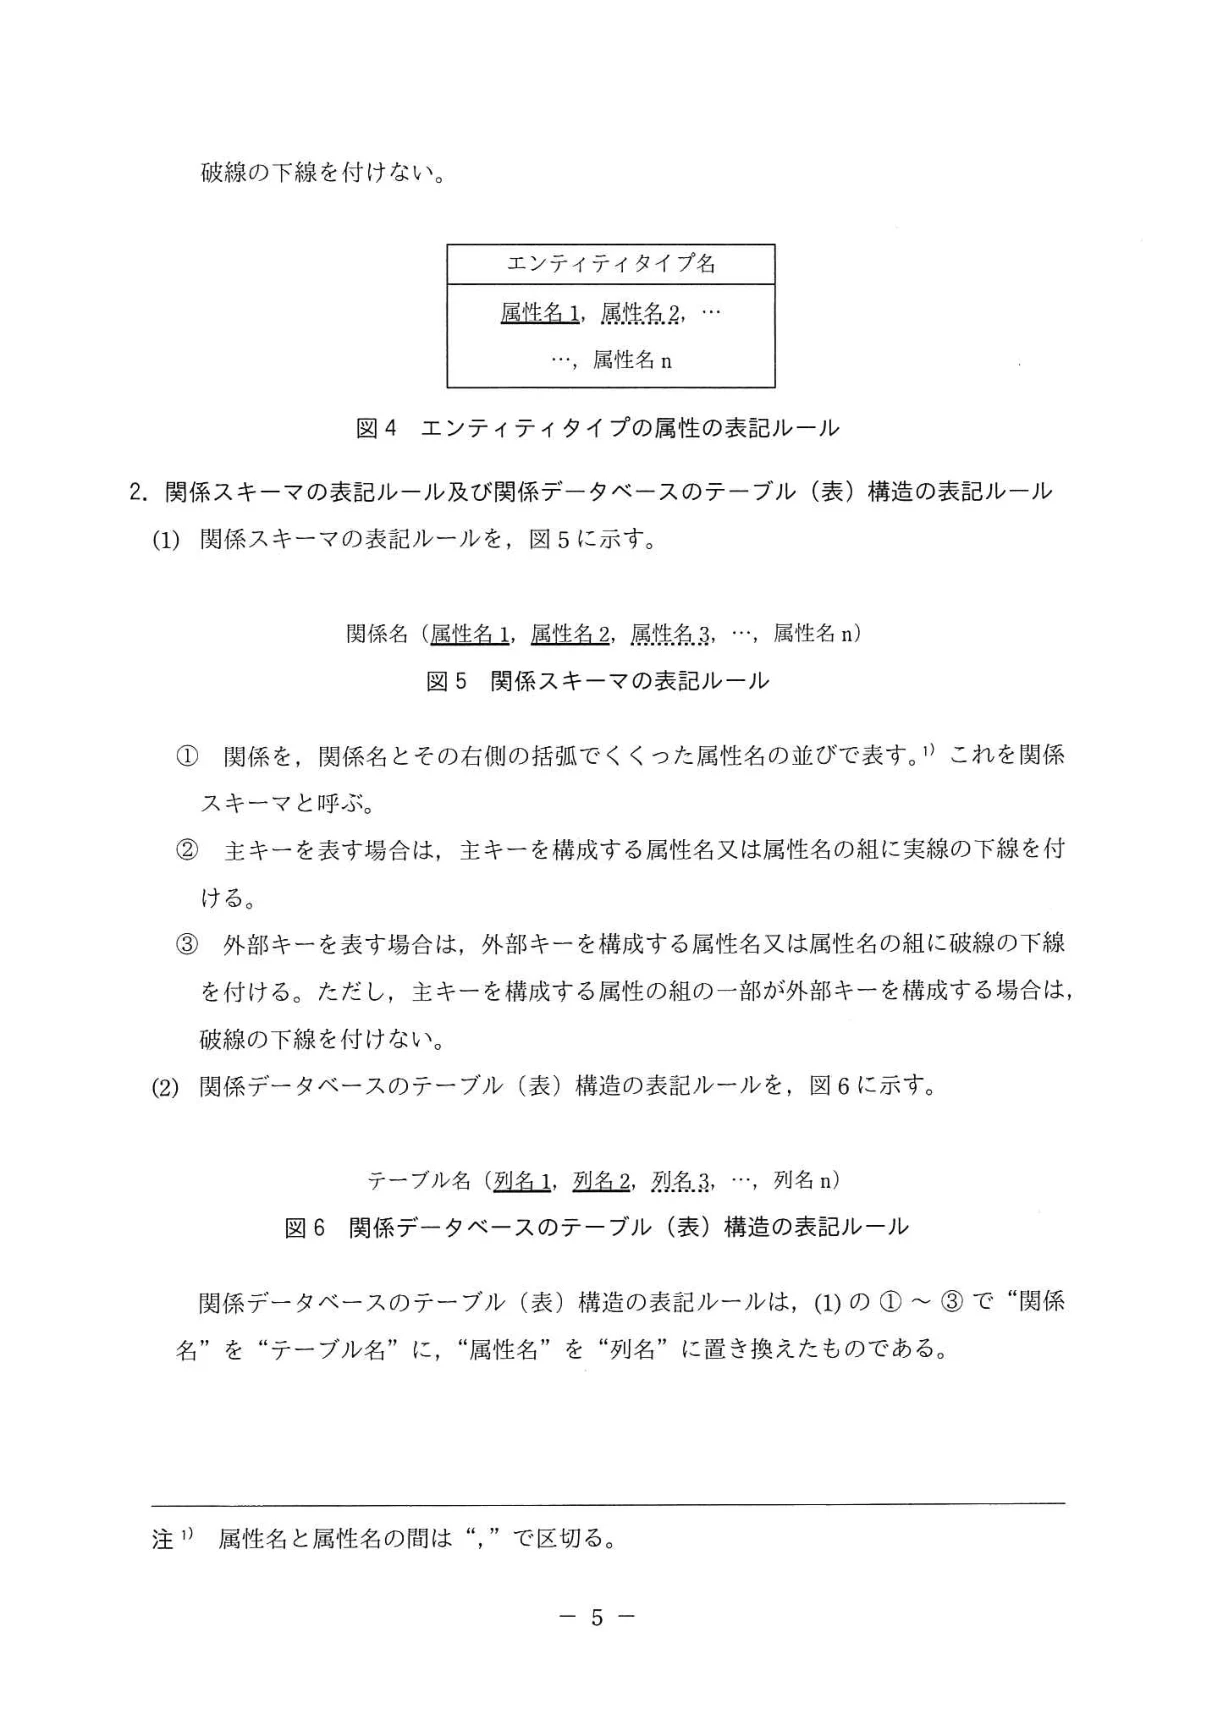 破線の下線を付けない。
エンティティタイプ名
属性名1，属性名2，…
…，属性名n
図4　エンティティタイプの属性の表記ルール
2．関係スキーマの表記ルール及び関係データベースのテーブル（表）構造の表記ルール
(1)　関係スキーマの表記ルールを，図5に示す。
関係名（属性名1，属性名2，属性名3，…，属性名n）
図5　関係スキーマの表記ルール
①　関係を，関係名とその右側の括弧でくくった属性名の並びで表す。1)　これを関係
スキーマと呼ぶ。
②　主キーを表す場合は，主キーを構成する属性名又は属性名の組に実線の下線を付
ける。
③　外部キーを表す場合は，外部キーを構成する属性名又は属性名の組に破線の下線
を付ける。ただし，主キーを構成する属性の組の一部が外部キーを構成する場合は，
破線の下線を付けない。
(2)　関係データベースのテーブル（表）構造の表記ルールを，図6に示す。
テーブル名（列名1，列名2，列名3，…，列名n）
図6　関係データベースのテーブル（表）構造の表記ルール
関係データベースのテーブル（表）構造の表記ルールは，(1)の①～③で“関係
名”を“テーブル名”に，“属性名”を“列名”に置き換えたものである。
注1)　属性名と属性名の間は“，”で区切る。
－ 5 －